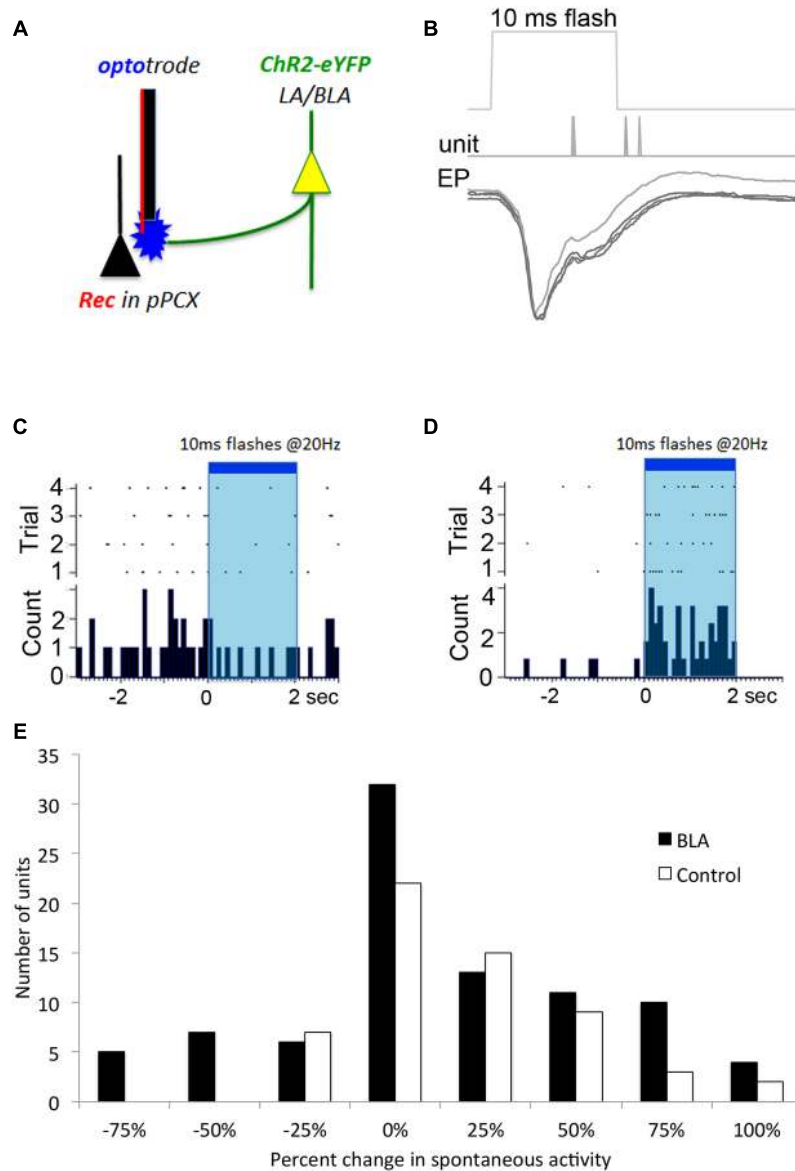 A
optotrode
ChR2-eYFP
LA/BLA
Rec in pPCX
B
10 ms flash
unit
EP
C
10ms flashes @20Hz
Trial
4
3
2
1
Count
2
1
0
-2
0
2 sec
D
10ms flashes @20Hz
Trial
4
3
2
1
Count
4
2
0
-2
0
2 sec
E
Number of units
35
30
25
20
15
10
5
0
BLA
Control
-75%
-50%
-25%
0%
25%
50%
75%
100%
Percent change in spontaneous activity